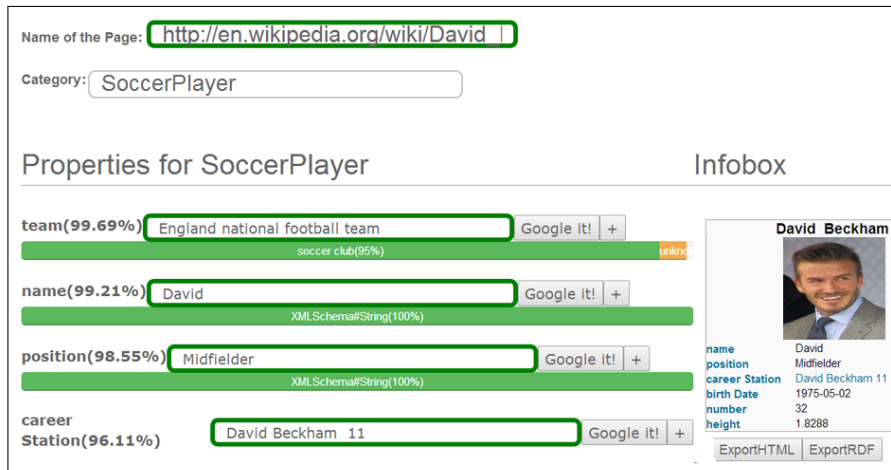 Name of the Page: http://en.wikipedia.org/wiki/David_
Category: SoccerPlayer
Properties for SoccerPlayer
team(99.69%) England national football team Google it! +
soccer club(95%) unkno
name(99.21%) David Google it! +
XMLSchema#String(100%)
position(98.55%) Midfielder Google it! +
XMLSchema#String(100%)
career
Station(96.11%) David Beckham 11 Google it! +
Infobox
David Beckham
name David
position Midfielder
career Station David Beckham 11
birth Date 1975-05-02
number 32
height 1.8288
ExportHTML ExportRDF